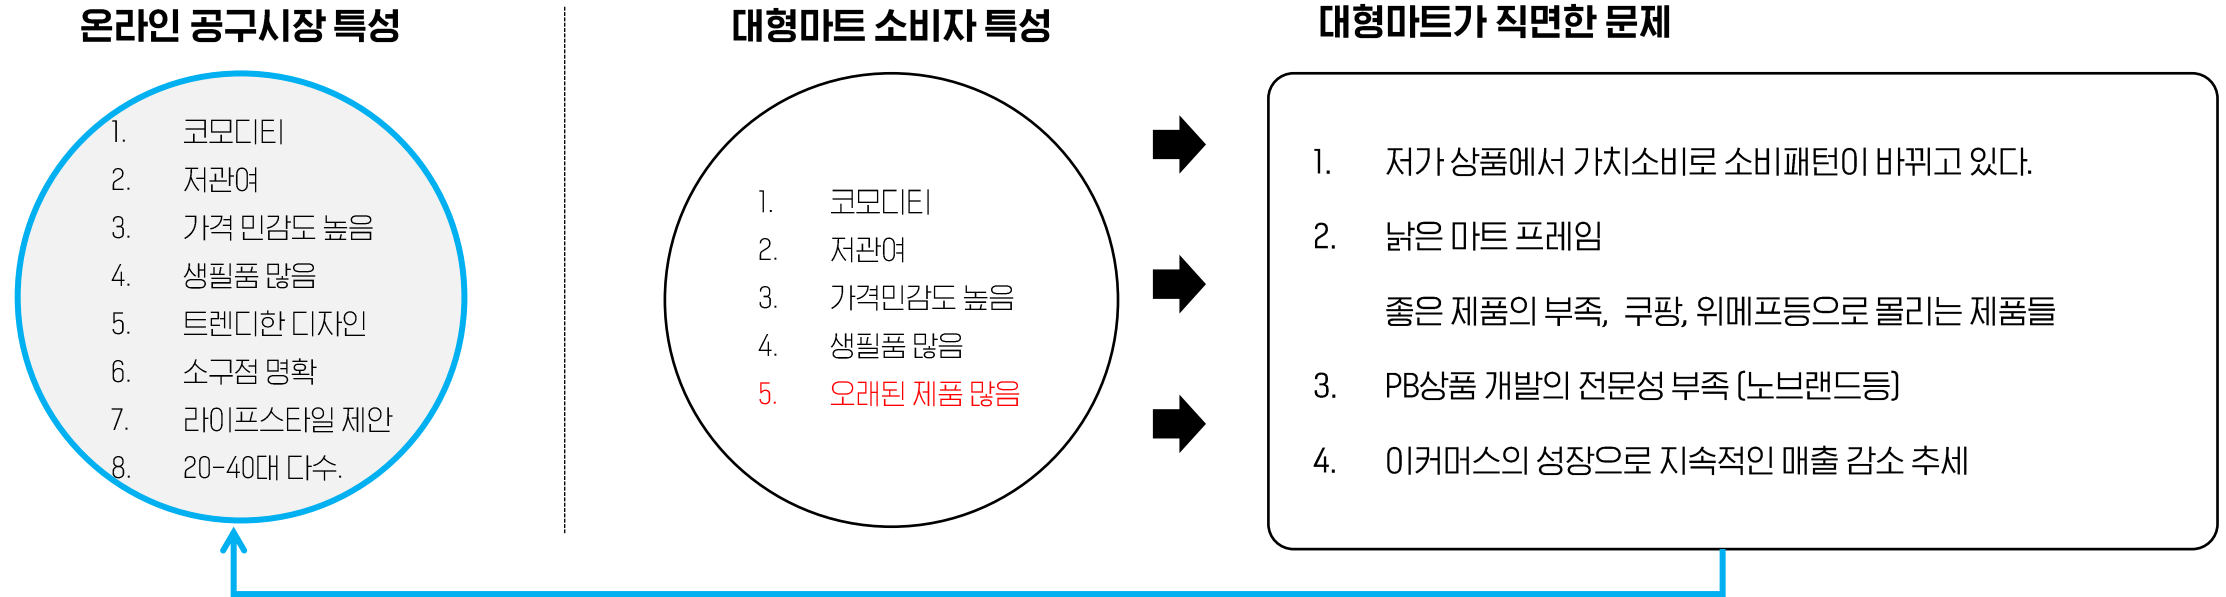 온라인 공구시장 특성
1. 코모디티
2. 저관여
3. 가격 민감도 높음
4. 생필품 많음
5. 트렌디한 디자인
6. 소구점 명확
7. 라이프스타일 제안
8. 20-40대 다수.
대형마트 소비자 특성
1. 코모디티
2. 저관여
3. 가격민감도 높음
4. 생필품 많음
5. 오래된 제품 많음
대형마트가 직면한 문제
1. 저가 상품에서 가치소비로 소비패턴이 바뀌고 있다.
2. 낡은 마트 프레임
좋은 제품의 부족, 쿠팡, 위메프등으로 몰리는 제품들
3. PB상품 개발의 전문성 부족 (노브랜드등)
4. 이커머스의 성장으로 지속적인 매출 감소 추세